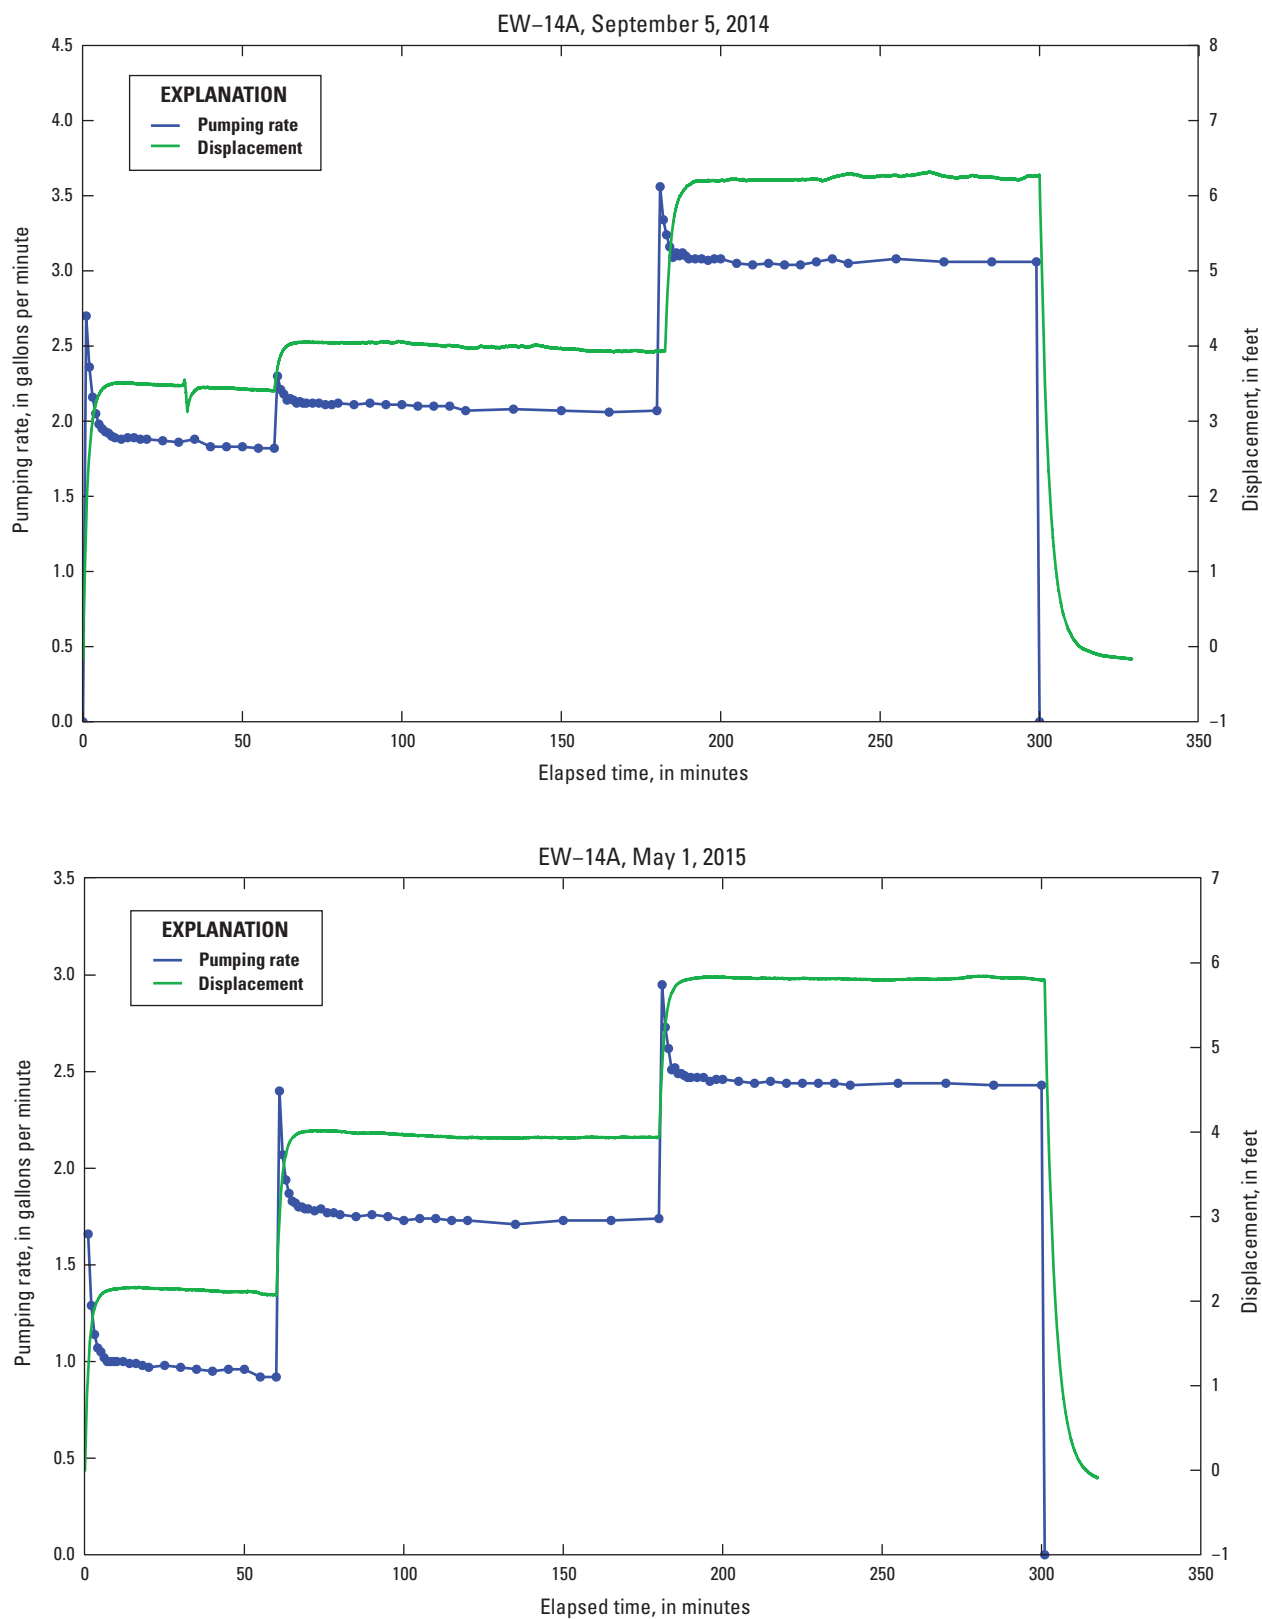 EW–14A, September 5, 2014
4.5
4.0
3.5
3.0
2.5
2.0
1.5
1.0
0.5
0.0
Pumping rate, in gallons per minute
EXPLANATION
Pumping rate
Displacement
8
7
6
5
4
3
2
1
0
–1
Displacement, in feet
0 50 100 150 200 250 300 350
Elapsed time, in minutes
EW–14A, May 1, 2015
3.5
3.0
2.5
2.0
1.5
1.0
0.5
0.0
Pumping rate, in gallons per minute
EXPLANATION
Pumping rate
Displacement
7
6
5
4
3
2
1
0
–1
Displacement, in feet
0 50 100 150 200 250 300 350
Elapsed time, in minutes